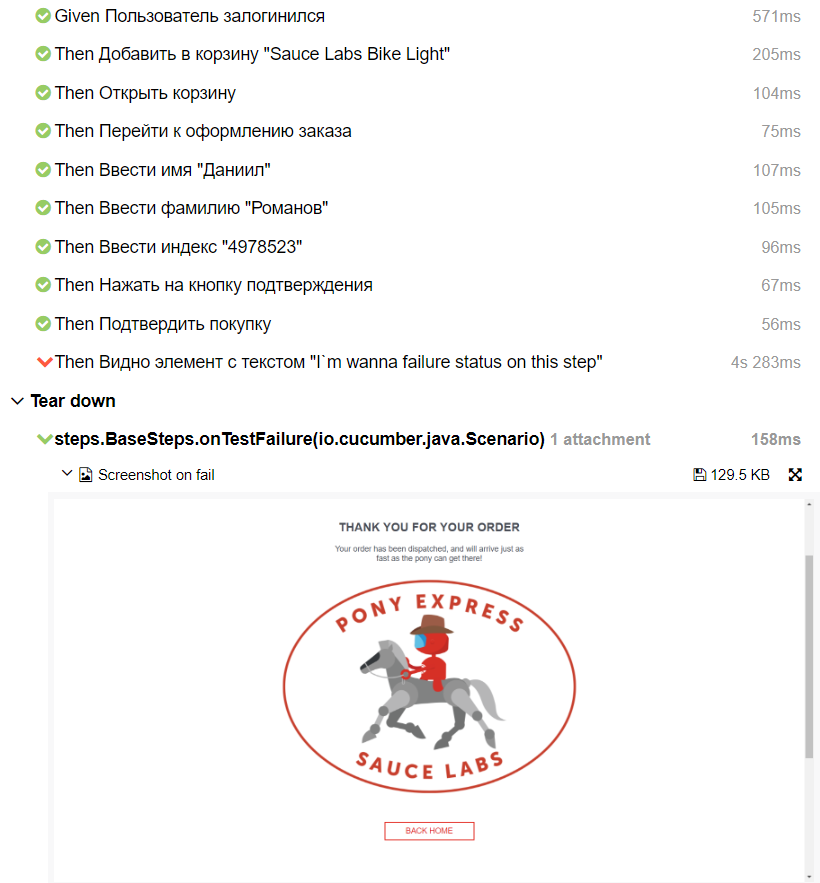 Given Пользователь залогинился 571ms
Then Добавить в корзину "Sauce Labs Bike Light" 205ms
Then Открыть корзину 104ms
Then Перейти к оформлению заказа 75ms
Then Ввести имя "Даниил" 107ms
Then Ввести фамилию "Романов" 105ms
Then Ввести индекс "4978523" 96ms
Then Нажать на кнопку подтверждения 67ms
Then Подтвердить покупку 56ms
Then Видно элемент с текстом "I`m wanna failure status on this step" 4s 283ms
Tear down
steps.BaseSteps.onTestFailure(io.cucumber.java.Scenario) 1 attachment 158ms
Screenshot on fail 129.5 KB
THANK YOU FOR YOUR ORDER
Your order has been dispatched, and will arrive just as
fast as the pony can get there!
PONY EXPRESS
SAUCE LABS
BACK HOME